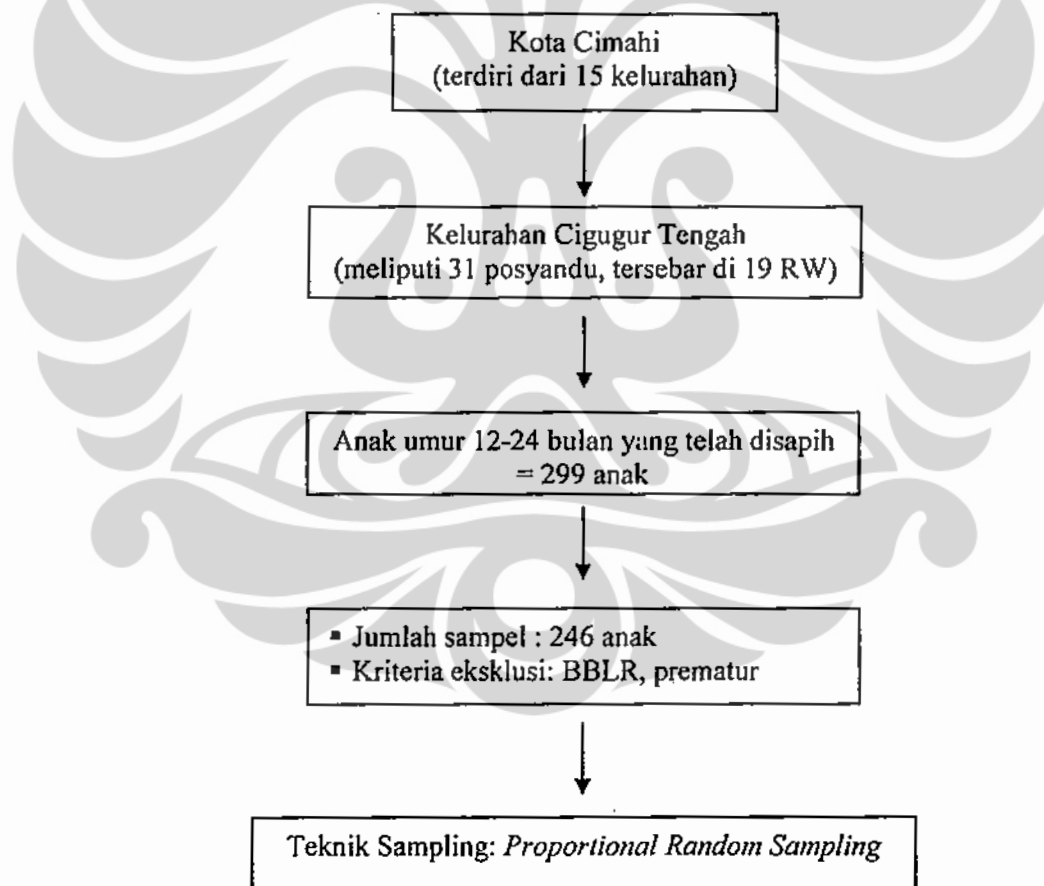 Kota Cimahi
(terdiri dari 15 kelurahan)
Kelurahan Cigugur Tengah
(meliputi 31 posyandu, tersebar di 19 RW)
Anak umur 12-24 bulan yang telah disapih
= 299 anak
▪ Jumlah sampel : 246 anak
▪ Kriteria eksklusi: BBLR, prematur
Teknik Sampling: Proportional Random Sampling